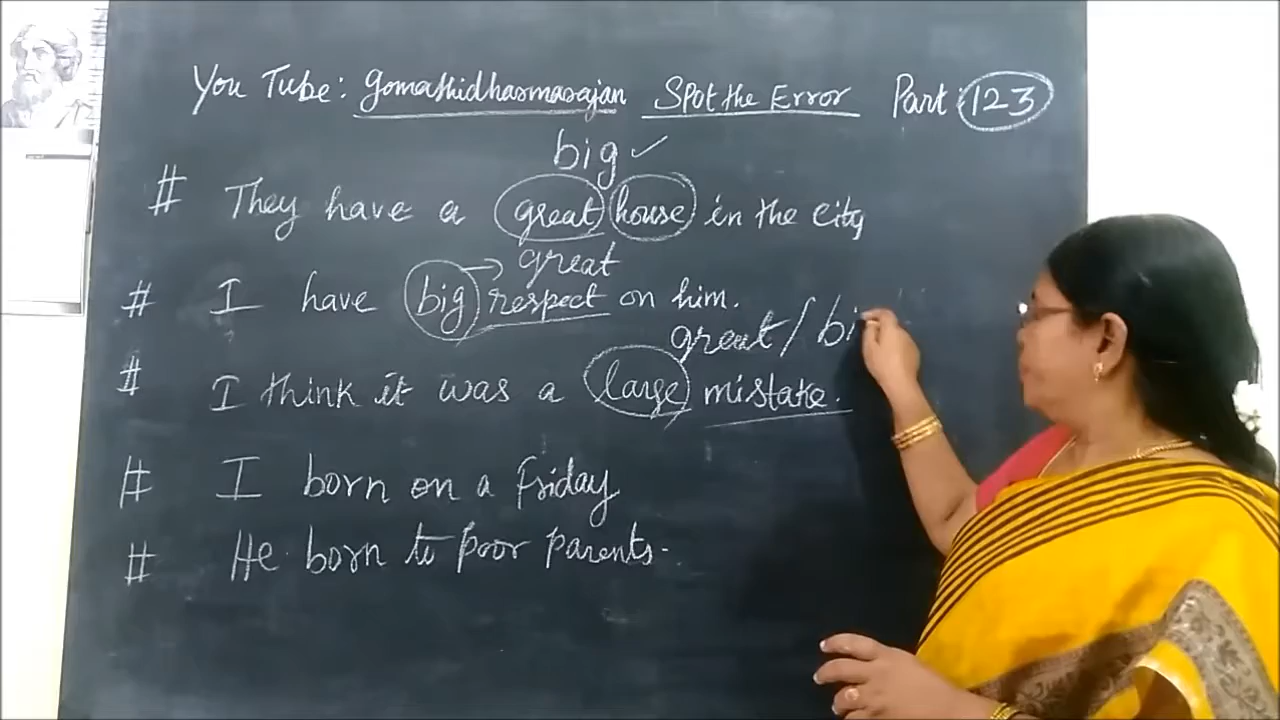 You Tube: gomathidharmarajan Spot the Error Part 123
big ✓
# They have a great house in the city
great
# I have big respect on him.
great/bi
# I think it was a large mistake.
# I born on a Friday
# He born to poor parents.